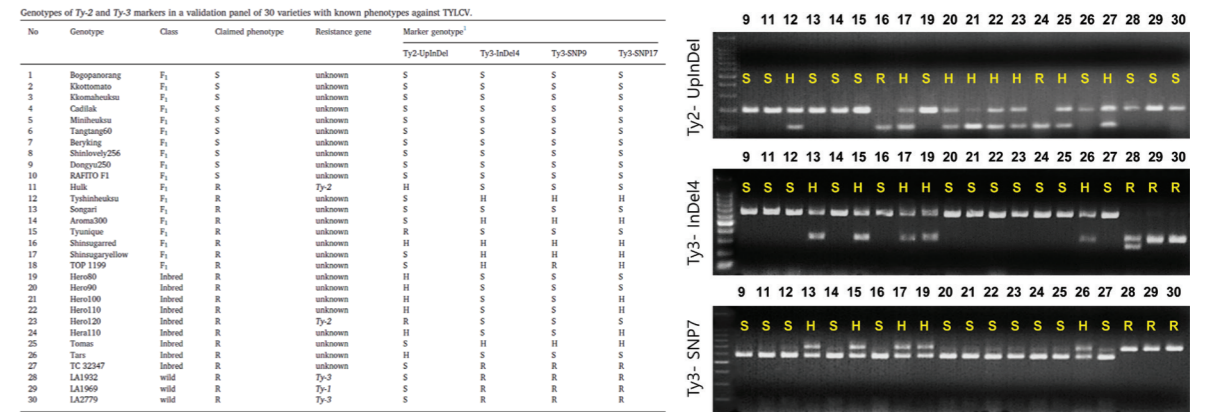 Genotypes of Ty-2 and Ty-3 markers in a validation panel of 30 varieties with known phenotypes against TYLCV.
No Genotype Class Claimed phenotype Resistance gene Marker genotype¹
Ty2-UpInDel Ty3-InDel4 Ty3-SNP9 Ty3-SNP17
1 Bogopanorang F₁ S unknown S S S S
2 Kkottomato F₁ S unknown S S S S
3 Kkomaheuksu F₁ S unknown S S S S
4 Cadilak F₁ S unknown S S S S
5 Miniheuksu F₁ S unknown S S S S
6 Tangtang60 F₁ S unknown S S S S
7 Beryking F₁ S unknown S S S S
8 Shinlovely256 F₁ S unknown S S S S
9 Dongyu250 F₁ S unknown S S S S
10 RAFITO F1 F₁ S unknown S S S S
11 Hulk F₁ R Ty-2 H S S S
12 Tyshinheuksu F₁ R unknown S H H H
13 Songari F₁ R unknown S S S S
14 Aroma300 F₁ R unknown S H H H
15 Tyunique F₁ R unknown R S S S
16 Shinsugarred F₁ R unknown H H H H
17 Shinsugaryellow F₁ R unknown S H H H
18 TOP 1199 F₁ R unknown S H R H
19 Hero80 Inbred R unknown H S S S
20 Hero90 Inbred R unknown H S S S
21 Hero100 Inbred R unknown H S S H
22 Hero110 Inbred R unknown H S S H
23 Hero120 Inbred R Ty-2 R S S S
24 Hera110 Inbred R unknown H S S H
25 Tomas Inbred R unknown S H H H
26 Tars Inbred R unknown H S S S
27 TC 32347 Inbred R unknown S R R R
28 LA1932 wild R Ty-3 S R R R
29 LA1969 wild R Ty-1 S R R R
30 LA2779 wild R Ty-3 S R R R
9 11 12 13 14 15 16 17 19 20 21 22 23 24 25 26 27 28 29 30
Ty2- UpInDel
S S H S S S R H S H H H H R H S H S S S
9 11 12 13 14 15 16 17 19 20 21 22 23 24 25 26 27 28 29 30
Ty3- InDel4
S S S H S H S H H S S S S S S H S R R R
9 11 12 13 14 15 16 17 19 20 21 22 23 24 25 26 27 28 29 30
Ty3- SNP7
S S S H S H S H H S S S S S S H S R R R